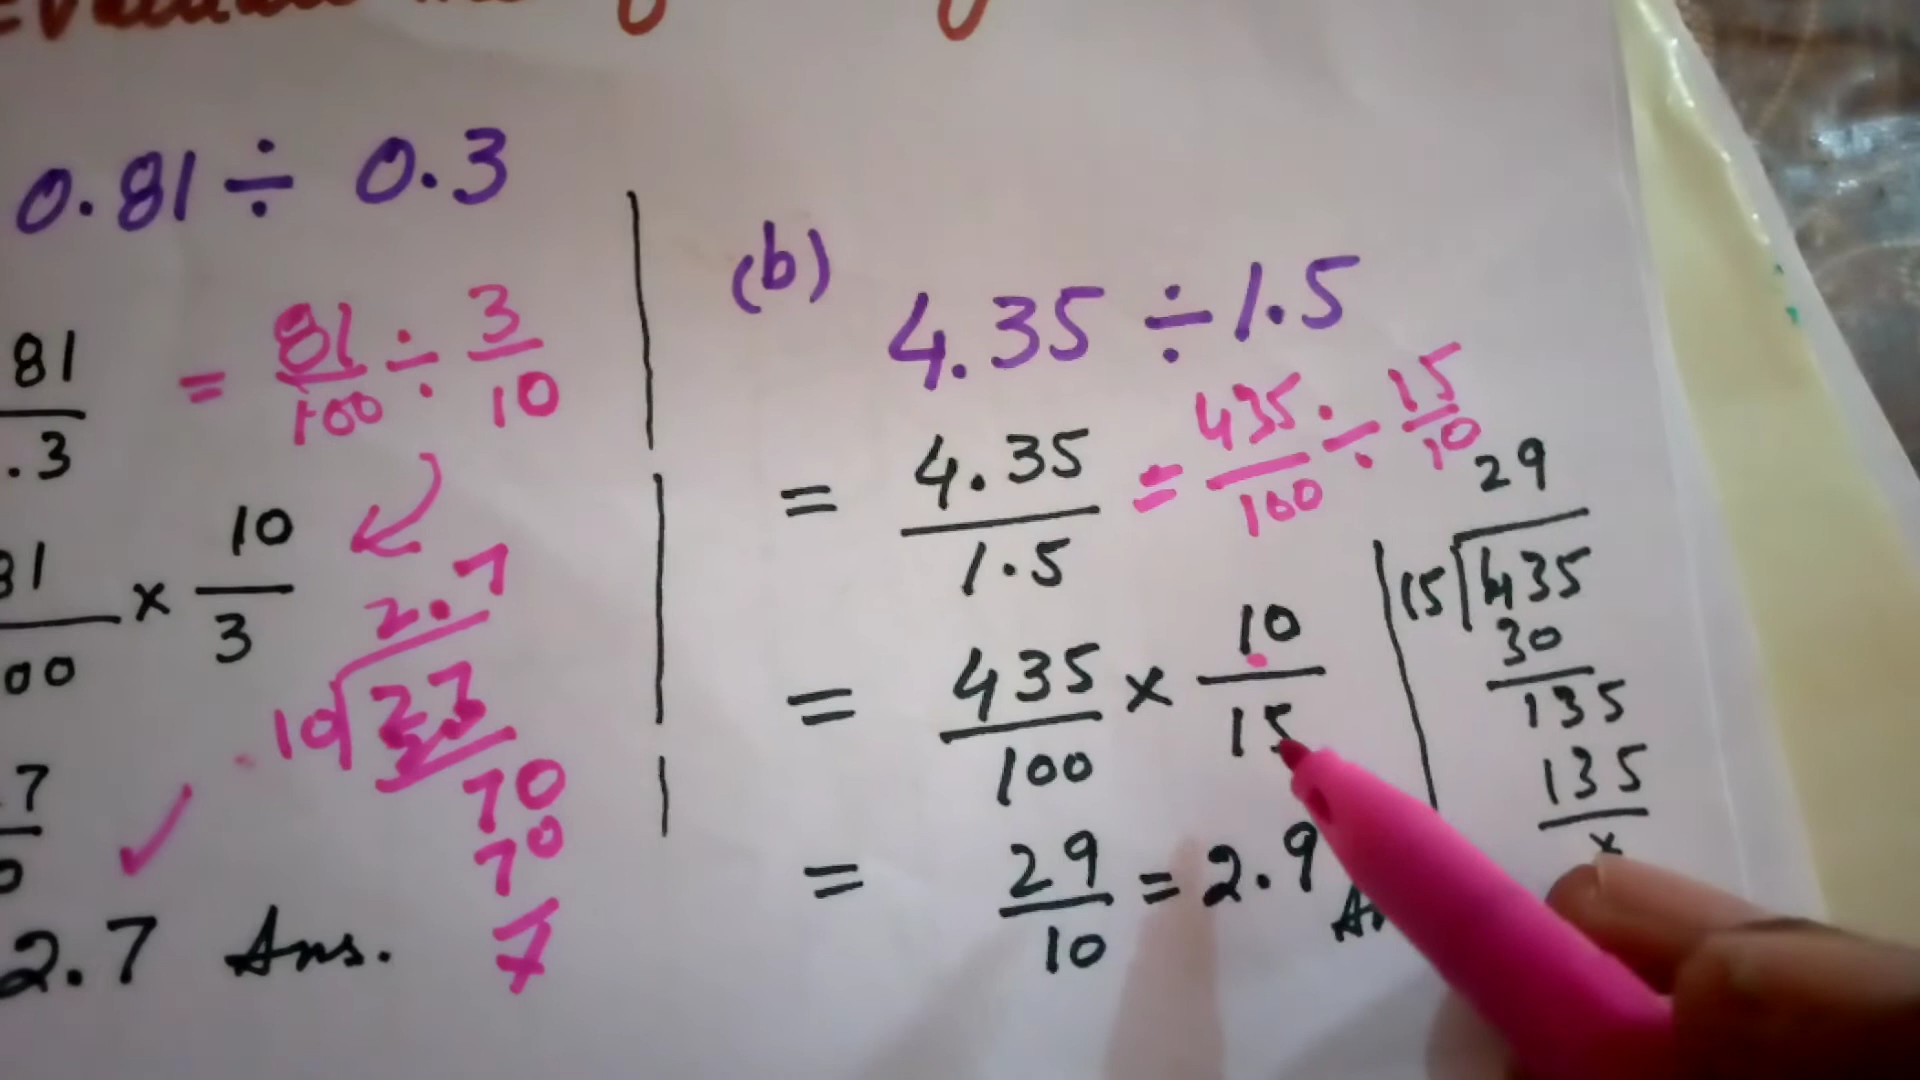 0.81 ÷ 0.3
81
.3
= 81/100 ÷ 3/10
10
× 3
00
2.7
10 27
70
70
7
2.7 Ans.
(b)
4.35 ÷ 1.5
= 4.35/1.5 = 435/100 ÷ 15/10
= 435/100 × 10/15
= 29/10 = 2.9
29
15 435
30
135
135
×